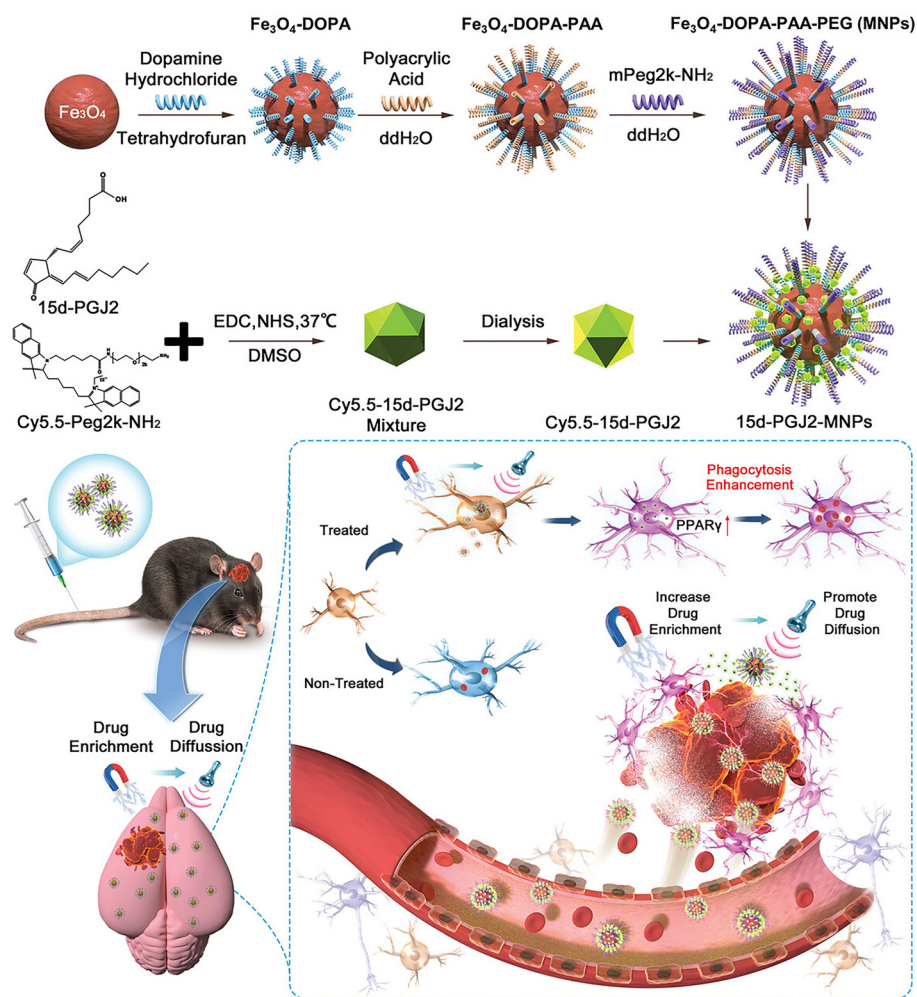 Fe₃O₄-DOPA
Fe₃O₄-DOPA-PAA
Fe₃O₄-DOPA-PAA-PEG (MNPs)
Fe₃O₄
Dopamine
Hydrochloride
Tetrahydrofuran
Polyacrylic
Acid
ddH₂O
mPeg2k-NH₂
ddH₂O
O
OH
O
15d-PGJ2
EDC,NHS,37℃
DMSO
Dialysis
Cy5.5-Peg2k-NH₂
Cy5.5-15d-PGJ2
Mixture
Cy5.5-15d-PGJ2
15d-PGJ2-MNPs
Treated
Non-Treated
PPARγ
Phagocytosis
Enhancement
Increase
Drug
Enrichment
Promote
Drug
Diffusion
Drug
Enrichment
Drug
Diffussion